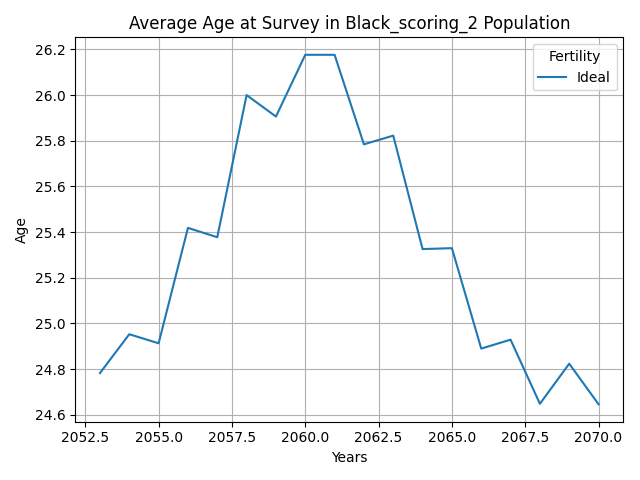 Average Age at Survey in Black_scoring_2 Population
Fertility
Ideal
26.2
26.0
25.8
25.6
25.4
25.2
25.0
24.8
24.6
Age
2052.5 2055.0 2057.5 2060.0 2062.5 2065.0 2067.5 2070.0
Years